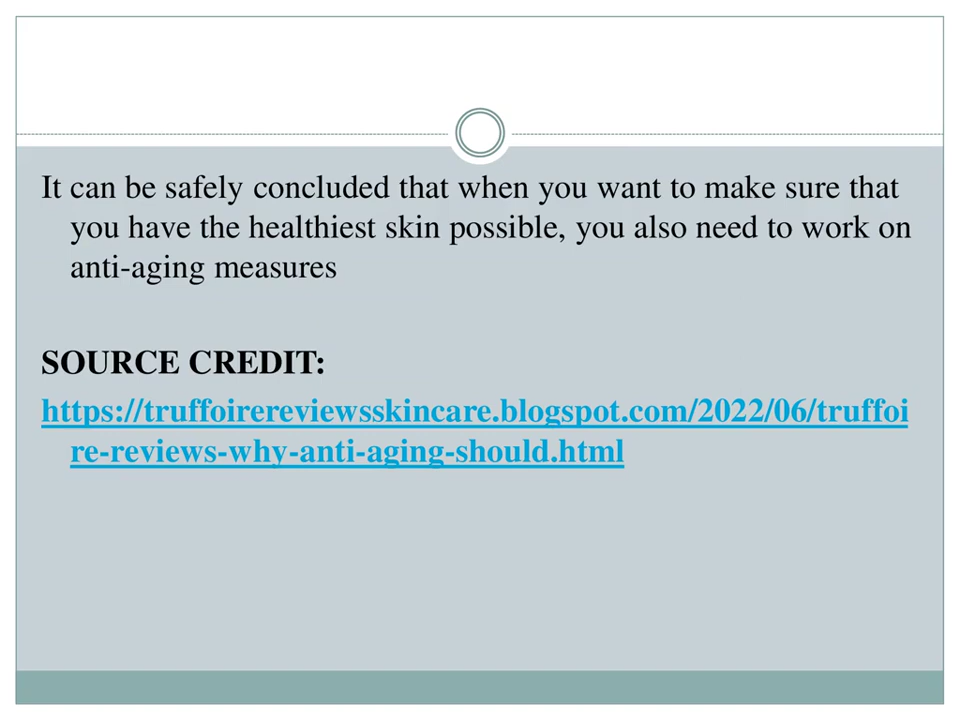 It can be safely concluded that when you want to make sure that
you have the healthiest skin possible, you also need to work on
anti-aging measures
SOURCE CREDIT:
https://truffoirereviewsskincare.blogspot.com/2022/06/truffoi
re-reviews-why-anti-aging-should.html